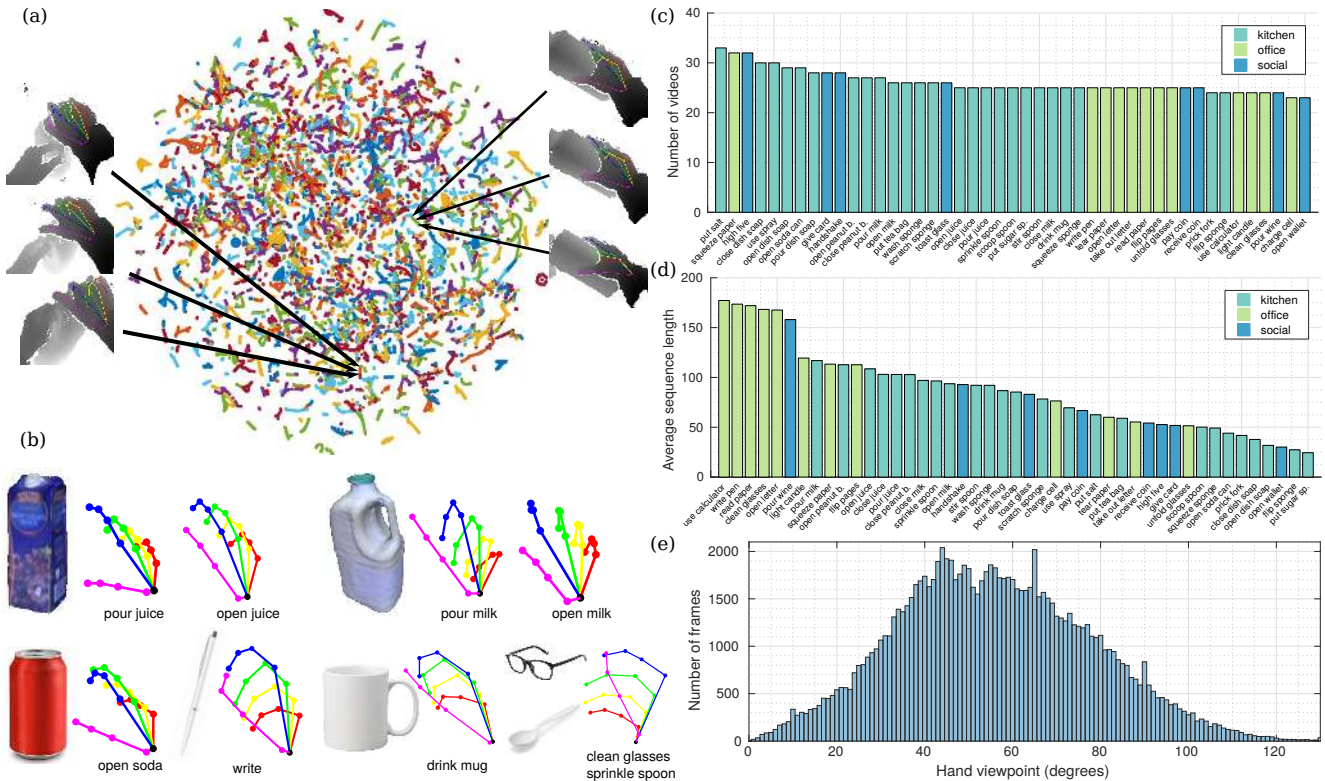 (a)
(b)
pour juice
open juice
pour milk
open milk
open soda
write
drink mug
clean glasses
sprinkle spoon
(c)
Number of videos
40
30
20
10
0
kitchen
office
social
put salt
squeeze paper
high five
close dish soap
use spray
open dish soap
open soda can
pour dish soap
give card
handshake
open peanut b.
close peanut b.
pour milk
open milk
put tea bag
wash sponge
scratch sponge
toast glass
open juice
close juice
pour juice
sprinkle spoon
scoop spoon
put sugar sp.
stir spoon
close milk
drink mug
squeeze sponge
write pen
tear paper
open letter
take out letter
read paper
flip pages
unfold glasses
pay coin
receive coin
prick fork
flip sponge
use calculator
light candle
clean glasses
pour wine
charge cell
open wallet
(d)
Average sequence length
200
150
100
50
0
kitchen
office
social
use calculator
write pen
read paper
clean glasses
open letter
pour wine
light candle
pour milk
squeeze paper
open peanut b.
flip pages
open juice
close juice
pour juice
close peanut b.
close milk
sprinkle spoon
open milk
handshake
stir spoon
wash sponge
drink mug
pour dish soap
toast glass
scratch sponge
charge cell
use spray
pay coin
put salt
tear paper
put tea bag
take out letter
receive coin
high five
give card
unfold glasses
scoop spoon
squeeze sponge
open soda can
prick fork
close dish soap
open dish soap
open wallet
flip sponge
put sugar sp.
(e)
Number of frames
2000
1500
1000
500
0
0
20
40
60
80
100
120
Hand viewpoint (degrees)